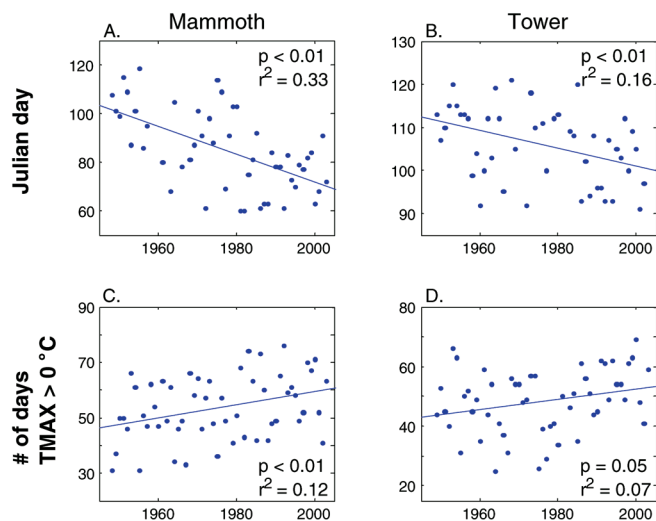 Mammoth
Tower
A.
p < 0.01
r² = 0.33
120
100
80
60
1960
1980
2000
Julian day
B.
p < 0.01
r² = 0.16
130
120
110
100
90
1960
1980
2000
C.
90
70
50
30
p < 0.01
r² = 0.12
1960
1980
2000
# of days
TMAX > 0 °C
D.
80
60
40
20
p = 0.05
r² = 0.07
1960
1980
2000